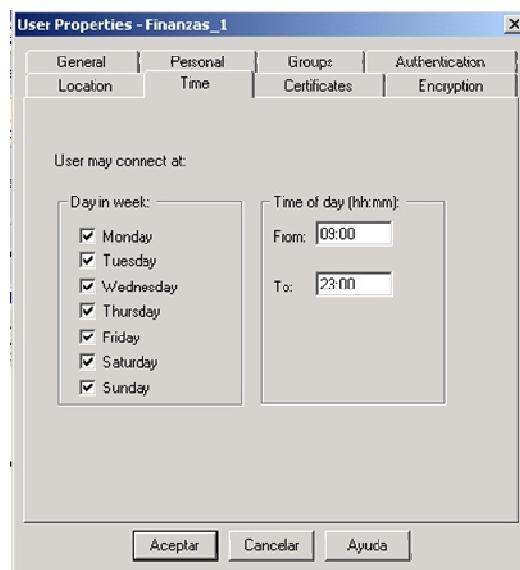 User Properties - Finanzas_1
General Personal Groups Authentication
Location Time Certificates Encryption
User may connect at:
Day in week: Time of day (hh:mm):
Monday From: 09:00
Tuesday
Wednesday To: 23:00
Thursday
Friday
Saturday
Sunday
Aceptar Cancelar Ayuda